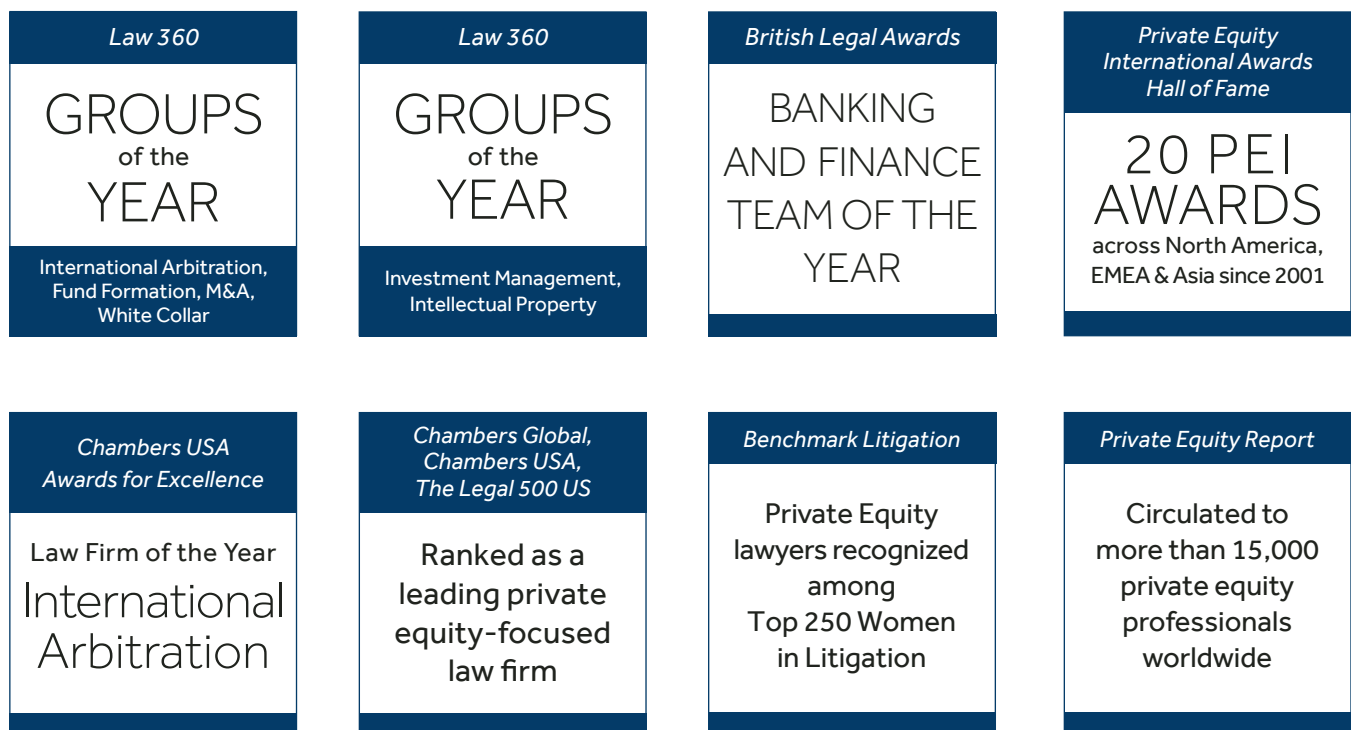 Law 360
GROUPS
of the
YEAR
International Arbitration,
Fund Formation, M&A,
White Collar
Law 360
GROUPS
of the
YEAR
Investment Management,
Intellectual Property
British Legal Awards
BANKING
AND FINANCE
TEAM OF THE
YEAR
Private Equity
International Awards
Hall of Fame
20 PEI
AWARDS
across North America,
EMEA & Asia since 2001
Chambers USA
Awards for Excellence
Law Firm of the Year
International
Arbitration
Chambers Global,
Chambers USA,
The Legal 500 US
Ranked as a
leading private
equity-focused
law firm
Benchmark Litigation
Private Equity
lawyers recognized
among
Top 250 Women
in Litigation
Private Equity Report
Circulated to
more than 15,000
private equity
professionals
worldwide